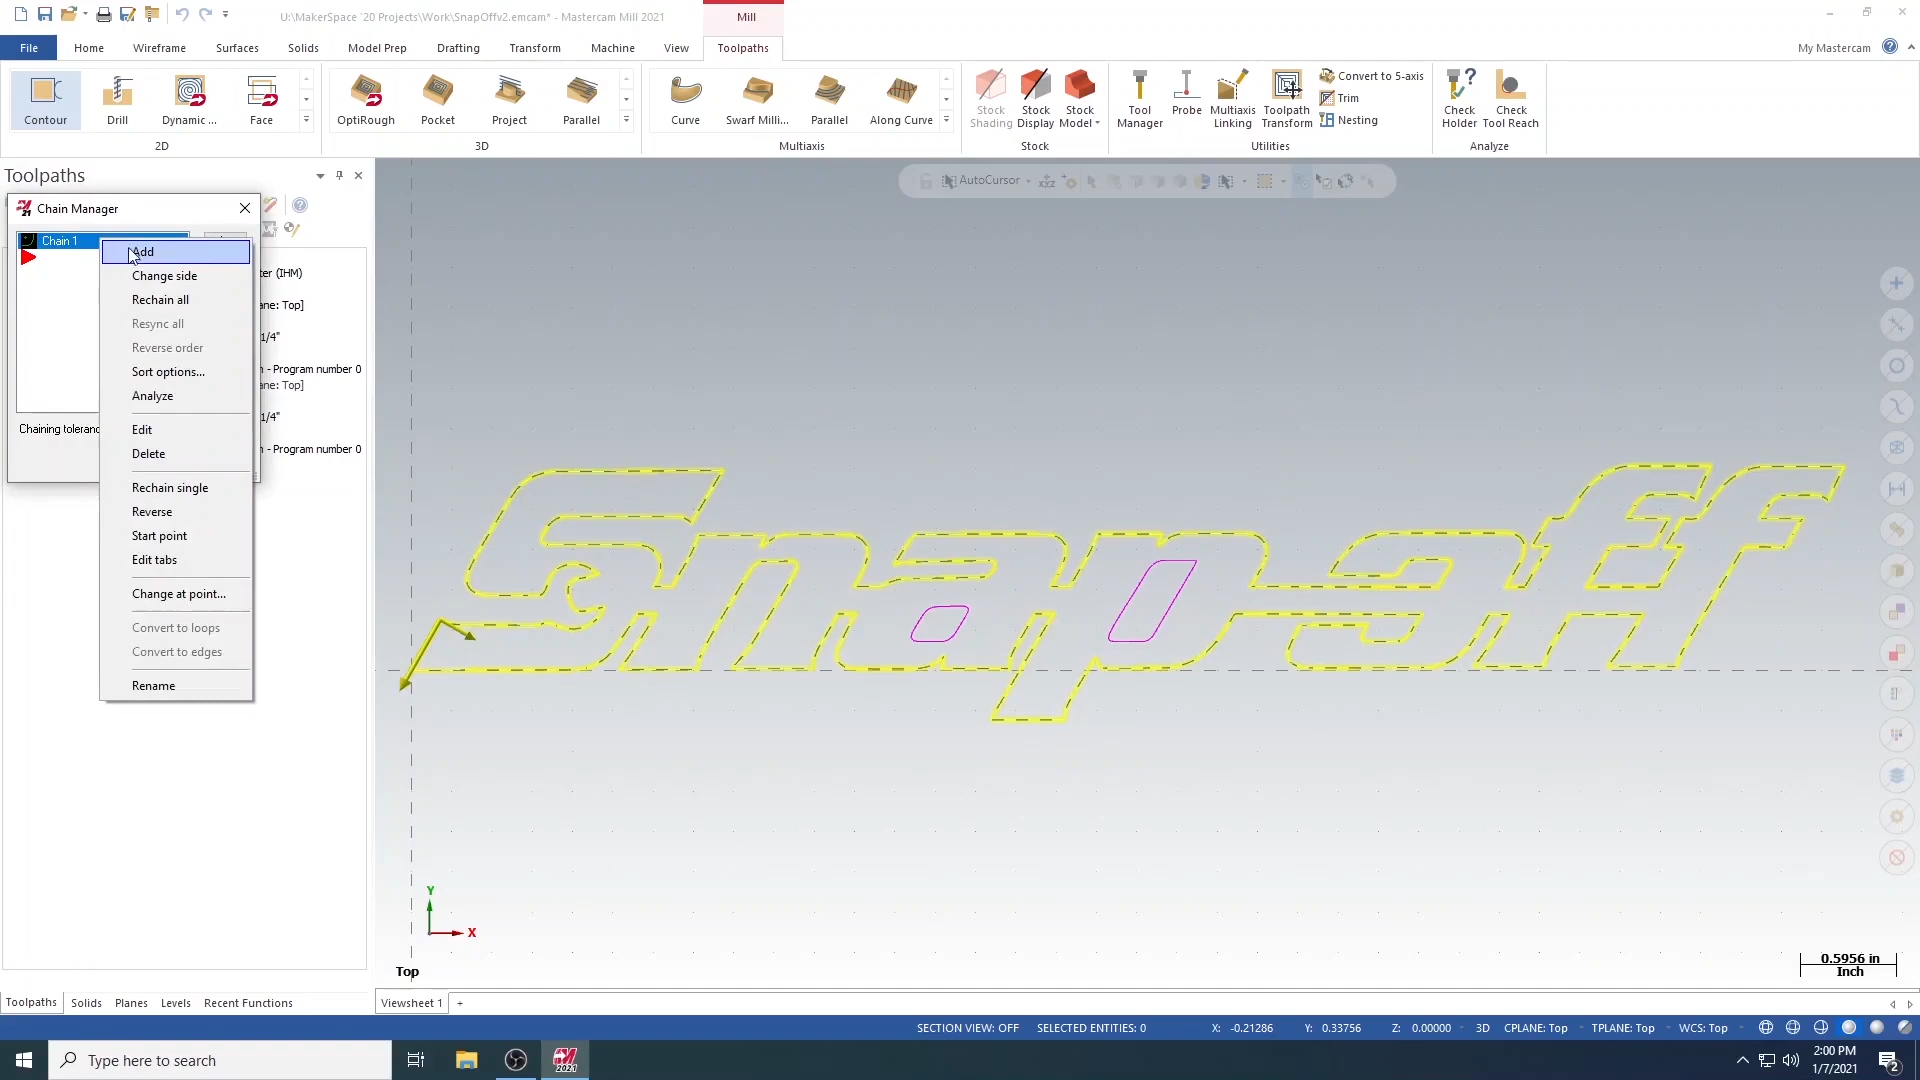 U:\MakerSpace '20 Projects\Work\SnapOffv2.emcam* - Mastercam Mill 2021
Mill
File
Home
Wireframe
Surfaces
Solids
Model Prep
Drafting
Transform
Machine
View
Toolpaths
My Mastercam
Contour
Drill
Dynamic ...
Face
OptiRough
Pocket
Project
Parallel
Curve
Swarf Milli...
Parallel
Along Curve
Stock Shading
Stock Display
Stock Model
Tool Manager
Probe
Multiaxis Linking
Toolpath Transform
Convert to 5-axis
Trim
Nesting
Check Holder
Check Tool Reach
2D
3D
Multiaxis
Stock
Utilities
Analyze
Toolpaths
AutoCursor
Chain Manager
Chain 1
Add
Change side
Rechain all
Resync all
Reverse order
Sort options...
Analyze
Edit
Delete
Rechain single
Reverse
Start point
Edit tabs
Change at point...
Convert to loops
Convert to edges
Rename
(IHM)
Top]
1/4"
- Program number 0
Top]
1/4"
- Program number 0
Chaining
Snapoff
Y
X
Top
0.5956 in
Inch
Toolpaths
Solids
Planes
Levels
Recent Functions
Viewsheet 1
+
SECTION VIEW: OFF
SELECTED ENTITIES: 0
X: -0.21286
Y: 0.33756
Z: 0.00000
3D
CPLANE: Top
TPLANE: Top
WCS: Top
Type here to search
2021
2:00 PM
1/7/2021
2